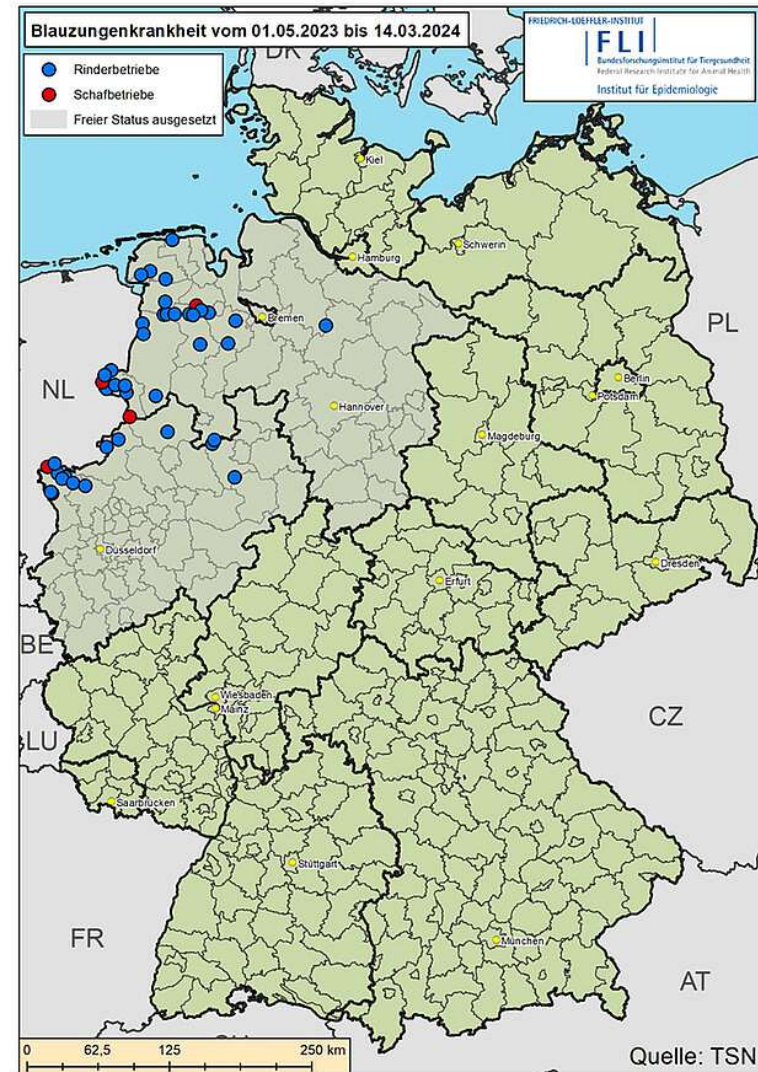 Blauzungenkrankheit vom 01.05.2023 bis 14.03.2024
Rinderbetriebe
Schafbetriebe
Freier Status ausgesetzt
FRIEDRICH-LOEFFLER-INSTITUT
FLI
Bundesforschungsinstitut für Tiergesundheit
Federal Research Institute for Animal Health
Institut für Epidemiologie
DK
Kiel
Schwerin
Hamburg
Bremen
PL
NL
Berlin
Potsdam
Hannover
Magdeburg
Düsseldorf
Dresden
Erfurt
BE
Wiesbaden
Mainz
CZ
LU
Saarbrücken
Stuttgart
FR
München
AT
0 62,5 125 250 km
Quelle: TSN